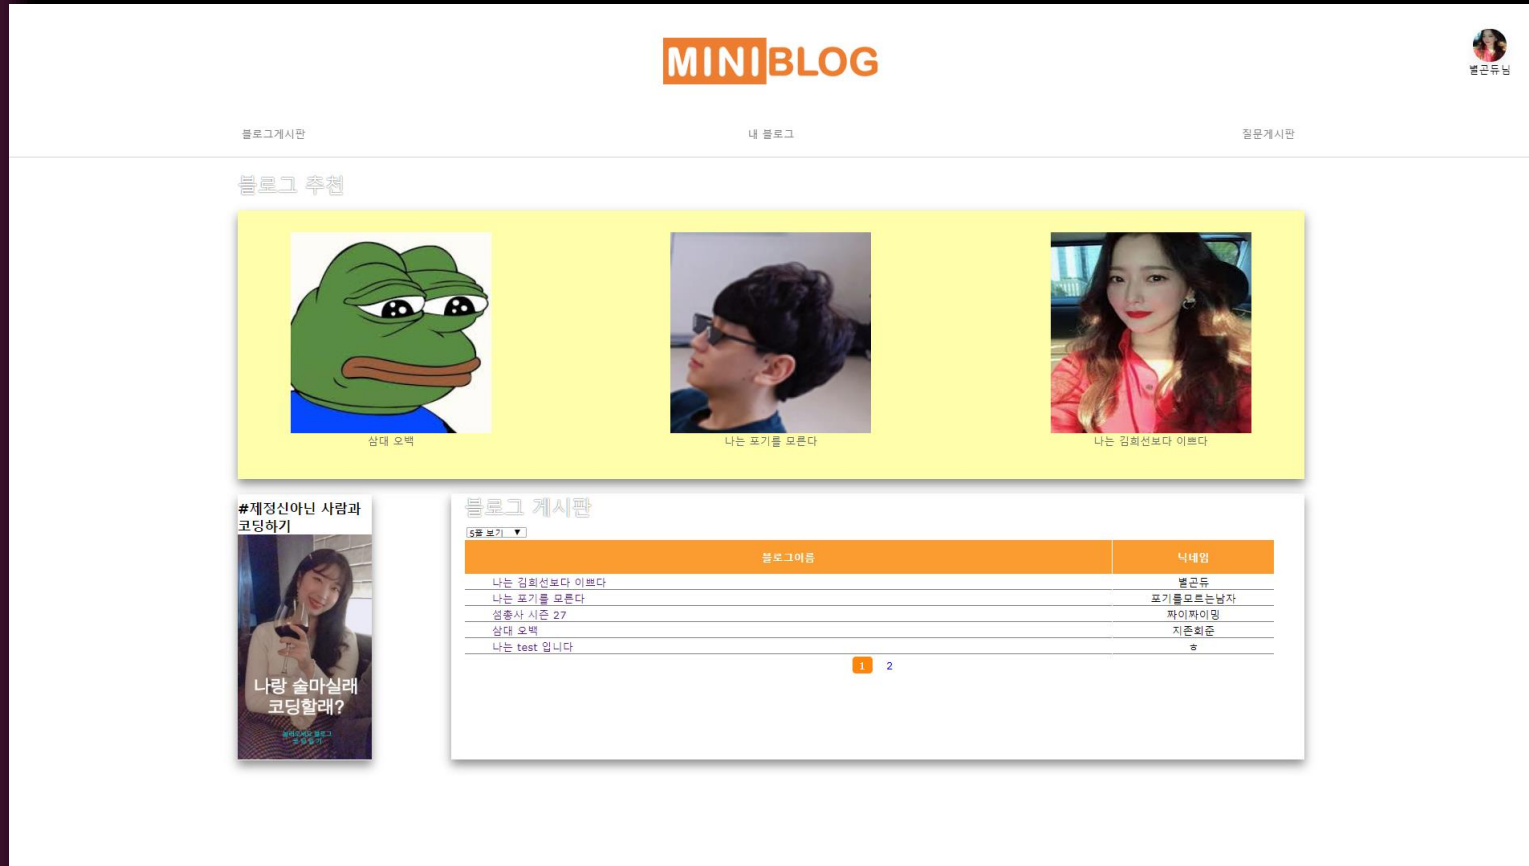 MINIBLOG
별곤듀님
블로그게시판 내 블로그 질문게시판
블로그 추천
삼대 오백 나는 포기를 모른다 나는 김희선보다 이쁘다
#제정신아닌 사람과
코딩하기
나랑 술마실래
코딩할래?
블로그 게시판
5줄 보기 ▼
블로그이름 닉네임
나는 김희선보다 이쁘다 별곤듀
나는 포기를 모른다 포기를모르는남자
섬총사 시즌 27 짜이짜이밍
삼대 오백 지존회준
나는 test 입니다 ㅎ
1 2